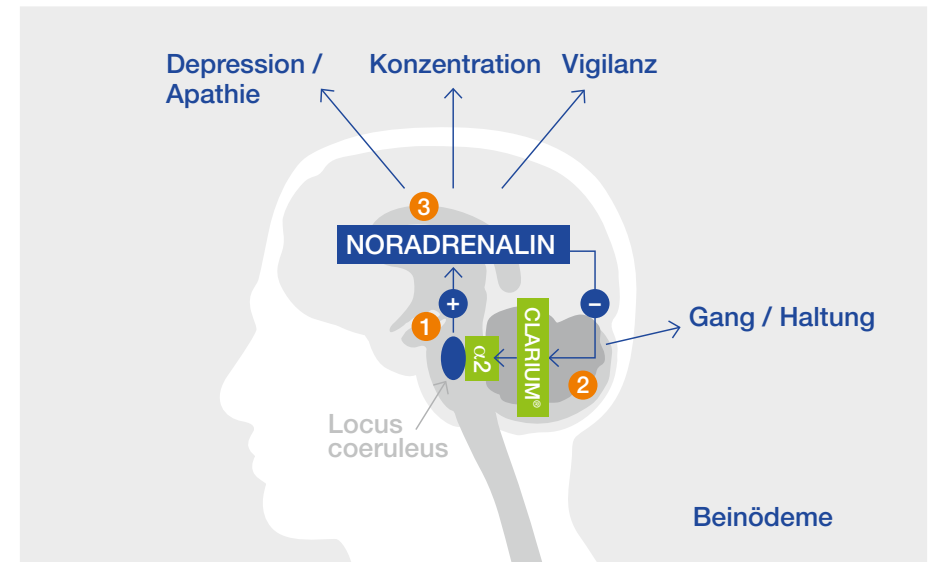 Depression /
Apathie
Konzentration
Vigilanz
3
NORADRENALIN
+
−
1
CLARIUM®
α2
2
Gang / Haltung
Locus
coeruleus
Beinödeme